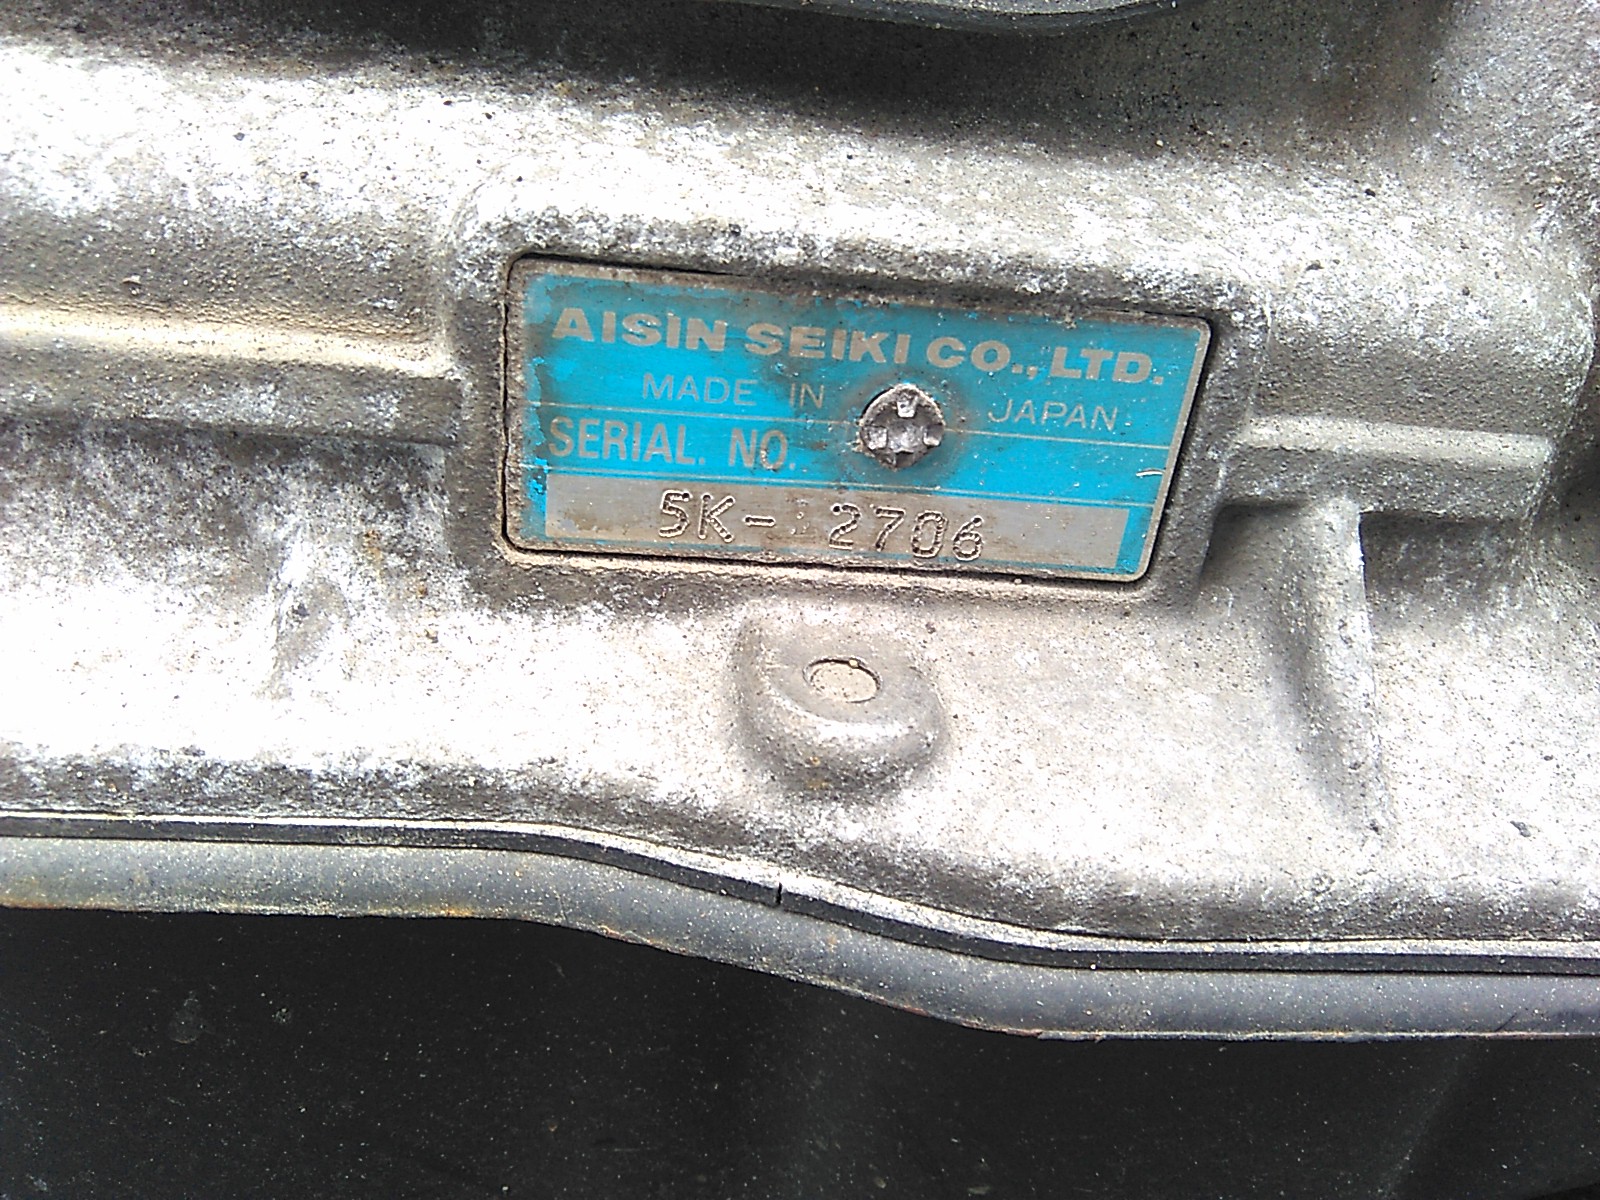 AISIN SEIKI CO., LTD.
MADE IN JAPAN
SERIAL. NO.
5K- 2706